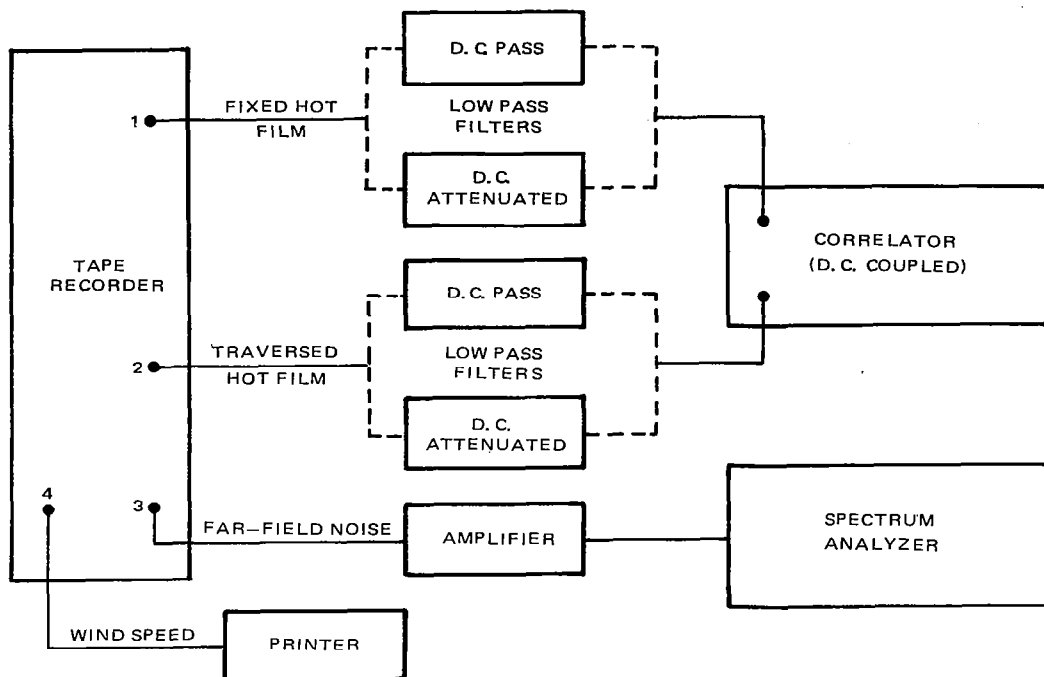 D. C. PASS
1
FIXED HOT
FILM
LOW PASS
FILTERS
D. C.
ATTENUATED
TAPE
RECORDER
CORRELATOR
(D. C. COUPLED)
D. C. PASS
2
TRAVERSED
HOT FILM
LOW PASS
FILTERS
D. C.
ATTENUATED
4
3
FAR-FIELD NOISE
AMPLIFIER
SPECTRUM
ANALYZER
WIND SPEED
PRINTER